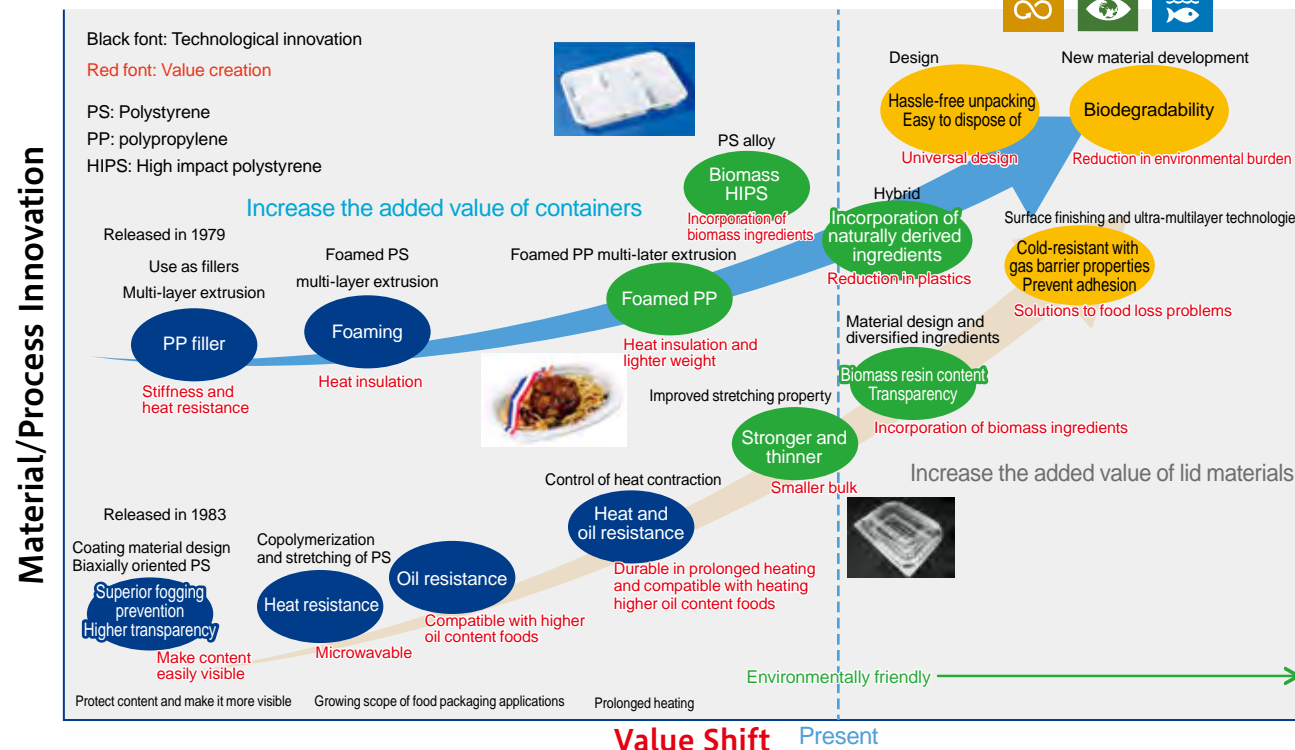 Black font: Technological innovation
Red font: Value creation
PS: Polystyrene
PP: polypropylene
HIPS: High impact polystyrene
Material/Process Innovation
Increase the added value of containers
Released in 1979
Use as fillers
Multi-layer extrusion
PP filler
Stiffness and
heat resistance
Foamed PS
multi-layer extrusion
Foaming
Heat insulation
Foamed PP multi-later extrusion
Foamed PP
Heat insulation and
lighter weight
PS alloy
Biomass
HIPS
Incorporation of
biomass ingredients
Hybrid
Incorporation of
naturally derived
ingredients
Reduction in plastics
Design
Hassle-free unpacking
Easy to dispose of
Universal design
New material development
Biodegradability
Reduction in environmental burden
Surface finishing and ultra-multilayer technologie
Cold-resistant with
gas barrier properties
Prevent adhesion
Solutions to food loss problems
Material design and
diversified ingredients
Biomass resin content
Transparency
Incorporation of biomass ingredients
Improved stretching property
Stronger and
thinner
Smaller bulk
Increase the added value of lid materials
Control of heat contraction
Heat and
oil resistance
Durable in prolonged heating
and compatible with heating
higher oil content foods
Released in 1983
Coating material design
Biaxially oriented PS
Superior fogging
prevention
Higher transparency
Make content
easily visible
Copolymerization
and stretching of PS
Heat resistance
Microwavable
Oil resistance
Compatible with higher
oil content foods
Environmentally friendly
Protect content and make it more visible
Growing scope of food packaging applications
Prolonged heating
Value Shift
Present